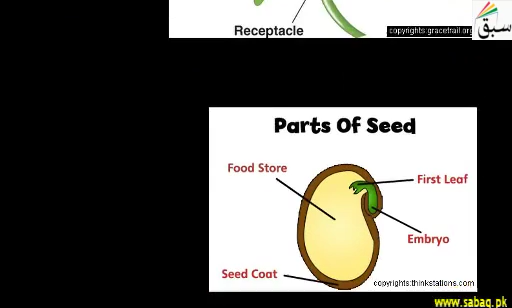 Receptacle
copyrights:gracetrail.org
سبق
Parts Of Seed
Food Store
First Leaf
Embryo
Seed Coat
copyrights:thinkstations.com
www.sabaq.pk